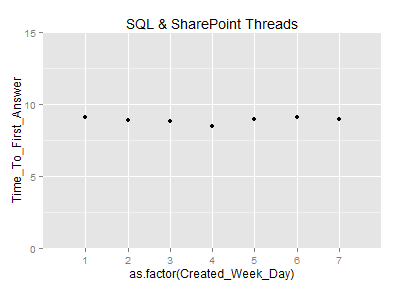 SQL & SharePoint Threads
15
10
5
0
Time_To_First_Answer
1 2 3 4 5 6 7
as.factor(Created_Week_Day)